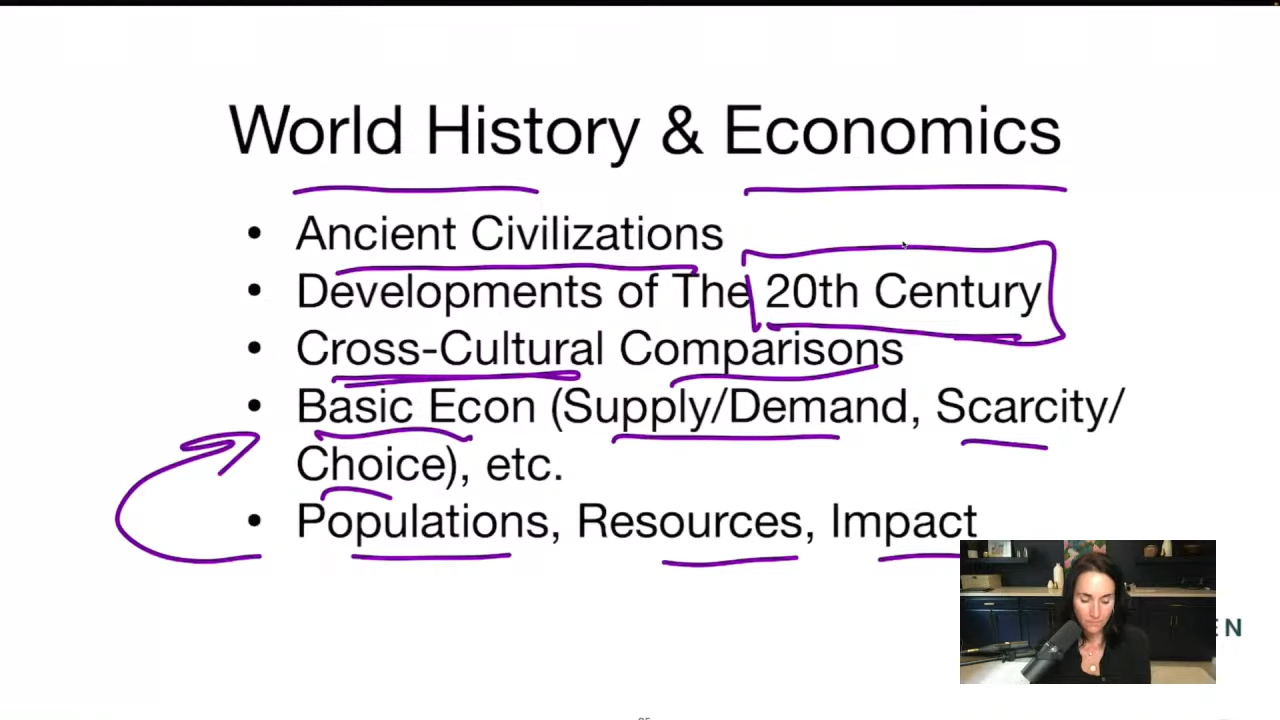 World History & Economics
• Ancient Civilizations
• Developments of The 20th Century
• Cross-Cultural Comparisons
• Basic Econ (Supply/Demand, Scarcity/
Choice), etc.
• Populations, Resources, Impact
EN